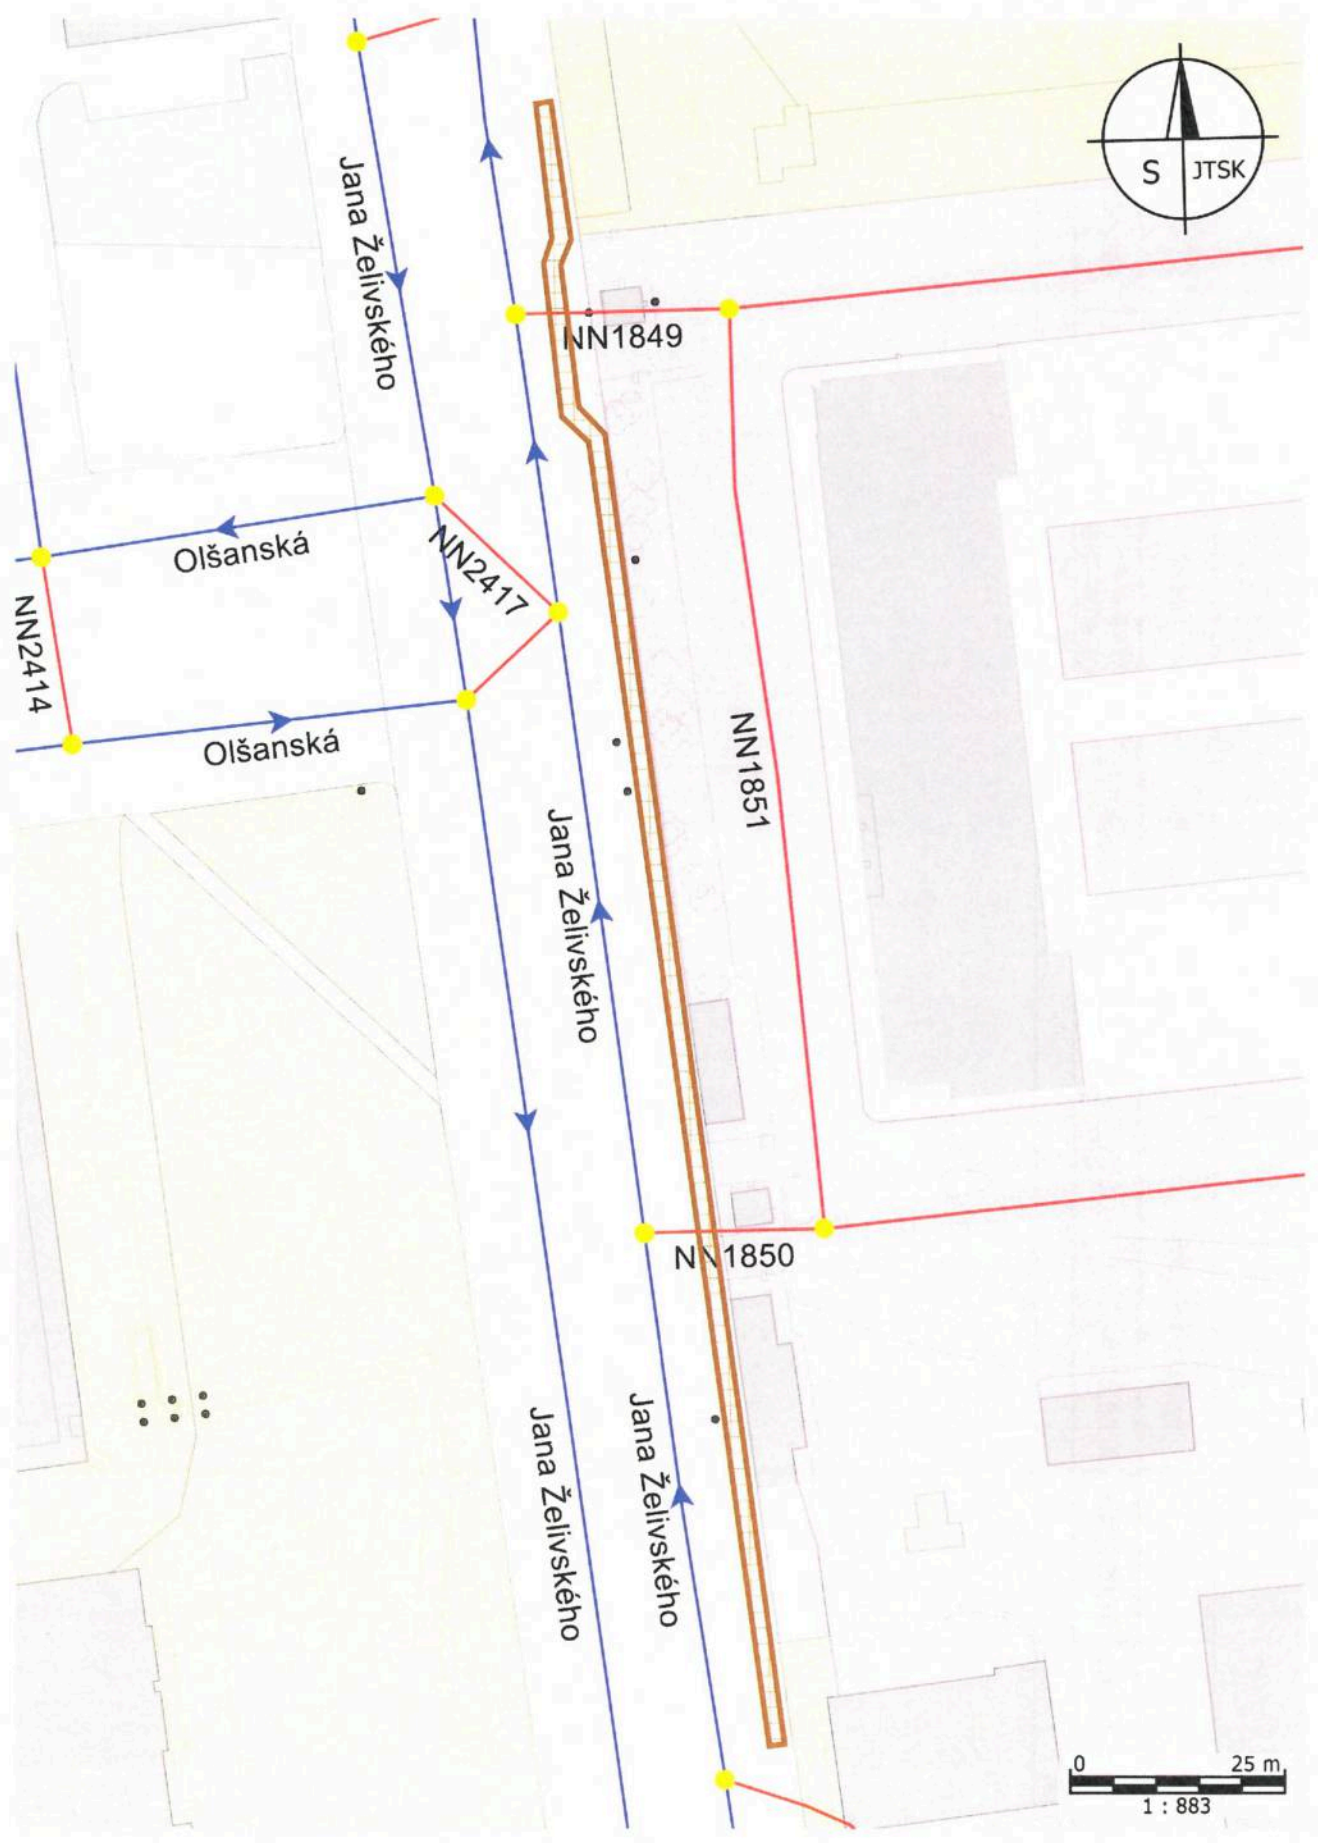 S JTSK
Jana Želivského
NN1849
Olšanská
NN2417
NN2414
Olšanská
NN1851
Jana Želivského
NN1850
Jana Želivského
Jana Želivského
0 25 m
1 : 883